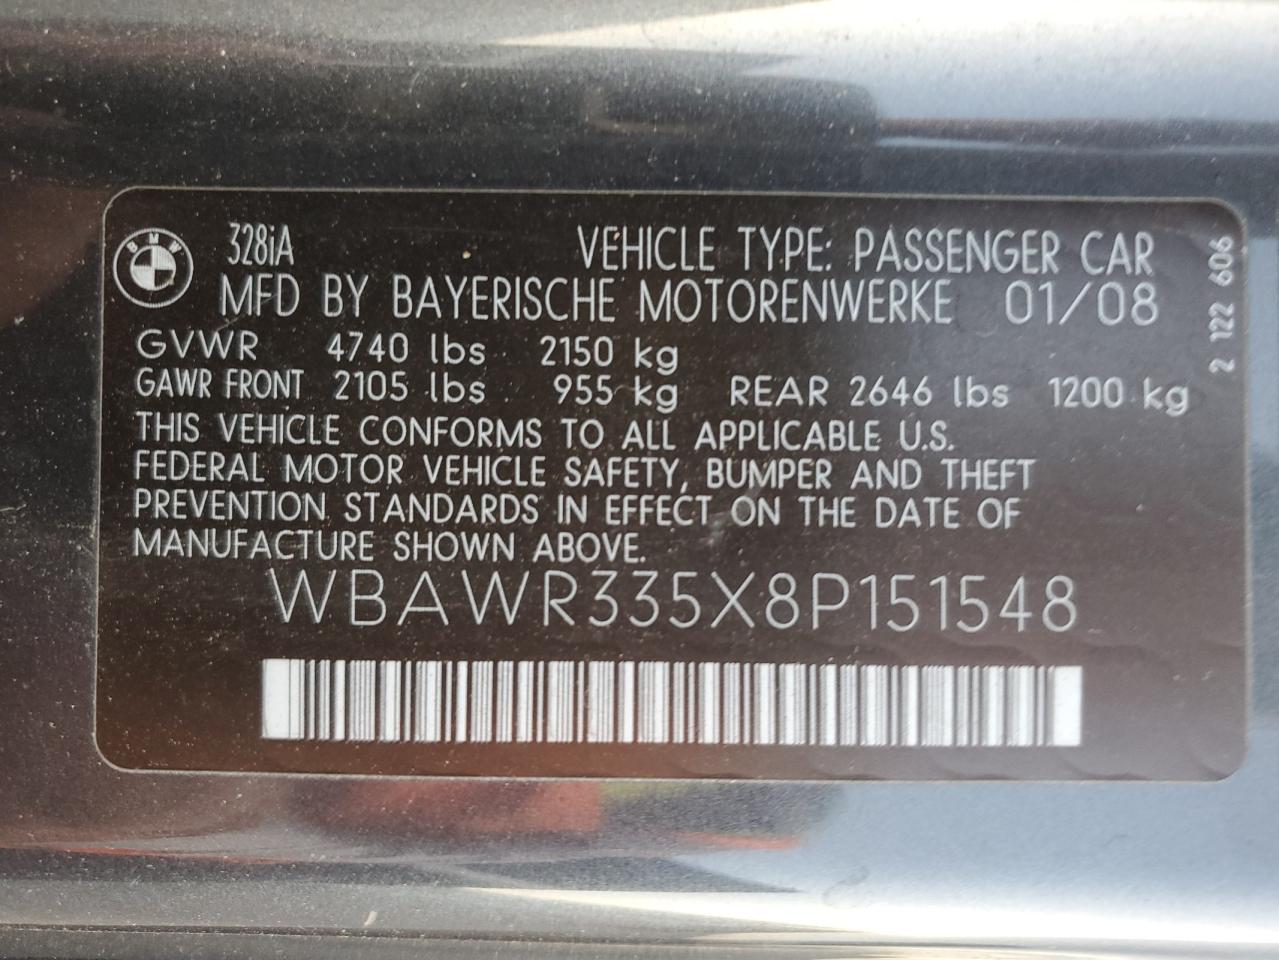 BMW
328iA VEHICLE TYPE: PASSENGER CAR
MFD BY BAYERISCHE MOTORENWERKE 01/08
GVWR 4740 lbs 2150 kg
GAWR FRONT 2105 lbs 955 kg REAR 2646 lbs 1200 kg
THIS VEHICLE CONFORMS TO ALL APPLICABLE U.S.
FEDERAL MOTOR VEHICLE SAFETY, BUMPER AND THEFT
PREVENTION STANDARDS IN EFFECT ON THE DATE OF
MANUFACTURE SHOWN ABOVE.
WBAWR335X8P151548
2 122 606